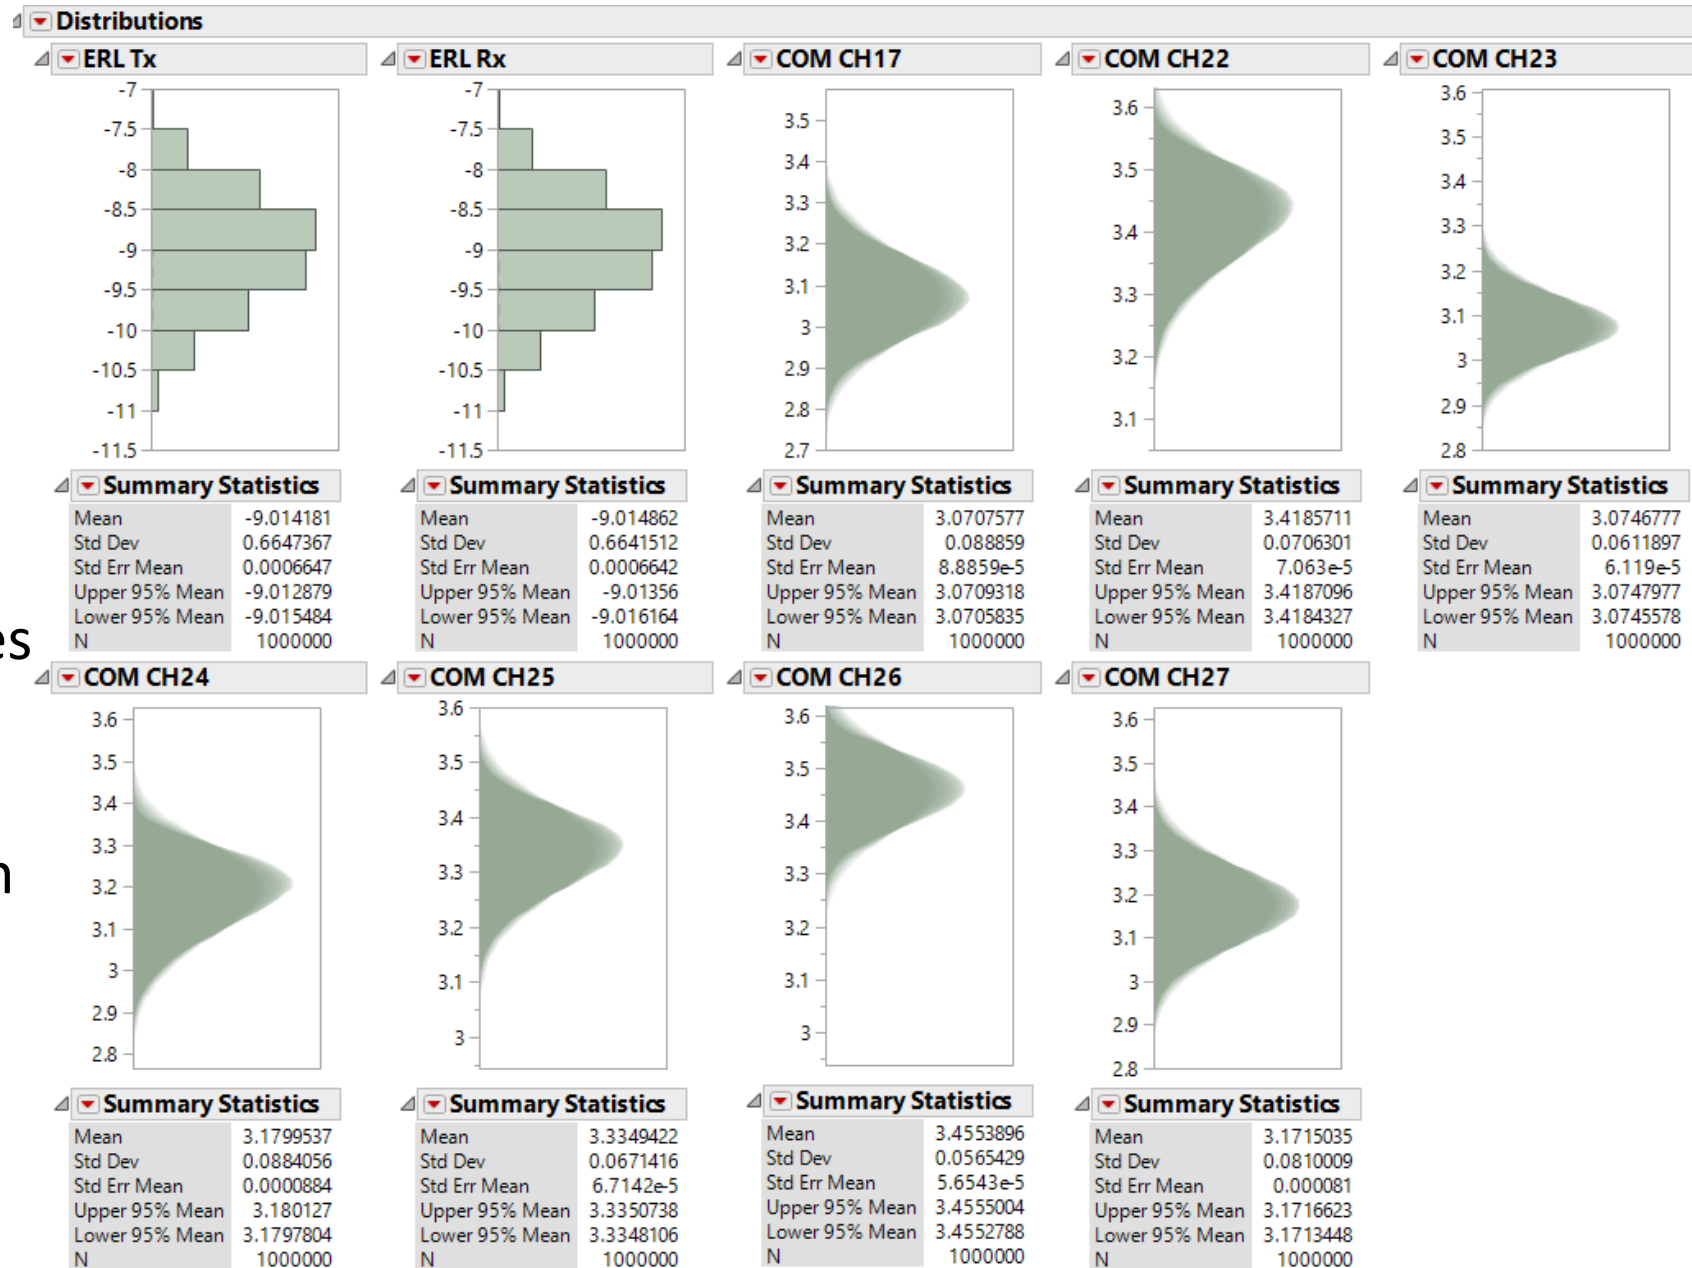 Distributions
ERL Tx
-7
-7.5
-8
-8.5
-9
-9.5
-10
-10.5
-11
-11.5
Summary Statistics
Mean -9.014181
Std Dev 0.6647367
Std Err Mean 0.0006647
Upper 95% Mean -9.012879
Lower 95% Mean -9.015484
N 1000000
ERL Rx
-7
-7.5
-8
-8.5
-9
-9.5
-10
-10.5
-11
-11.5
Summary Statistics
Mean -9.014862
Std Dev 0.6641512
Std Err Mean 0.0006642
Upper 95% Mean -9.01356
Lower 95% Mean -9.016164
N 1000000
COM CH17
3.5
3.4
3.3
3.2
3.1
3
2.9
2.8
2.7
Summary Statistics
Mean 3.0707577
Std Dev 0.088859
Std Err Mean 8.8859e-5
Upper 95% Mean 3.0709318
Lower 95% Mean 3.0705835
N 1000000
COM CH22
3.6
3.5
3.4
3.3
3.2
3.1
Summary Statistics
Mean 3.4185711
Std Dev 0.0706301
Std Err Mean 7.063e-5
Upper 95% Mean 3.4187096
Lower 95% Mean 3.4184327
N 1000000
COM CH23
3.6
3.5
3.4
3.3
3.2
3.1
3
2.9
2.8
Summary Statistics
Mean 3.0746777
Std Dev 0.0611897
Std Err Mean 6.119e-5
Upper 95% Mean 3.0747977
Lower 95% Mean 3.0745578
N 1000000
es
COM CH24
3.6
3.5
3.4
3.3
3.2
3.1
3
2.9
2.8
Summary Statistics
Mean 3.1799537
Std Dev 0.0884056
Std Err Mean 0.0000884
Upper 95% Mean 3.180127
Lower 95% Mean 3.1797804
N 1000000
n
COM CH25
3.6
3.5
3.4
3.3
3.2
3.1
3
Summary Statistics
Mean 3.3349422
Std Dev 0.0671416
Std Err Mean 6.7142e-5
Upper 95% Mean 3.3350738
Lower 95% Mean 3.3348106
N 1000000
COM CH26
3.6
3.5
3.4
3.3
3.2
3.1
3
Summary Statistics
Mean 3.4553896
Std Dev 0.0565429
Std Err Mean 5.6543e-5
Upper 95% Mean 3.4555004
Lower 95% Mean 3.4552788
N 1000000
COM CH27
3.6
3.5
3.4
3.3
3.2
3.1
3
2.9
2.8
Summary Statistics
Mean 3.1715035
Std Dev 0.0810009
Std Err Mean 0.000081
Upper 95% Mean 3.1716623
Lower 95% Mean 3.1713448
N 1000000